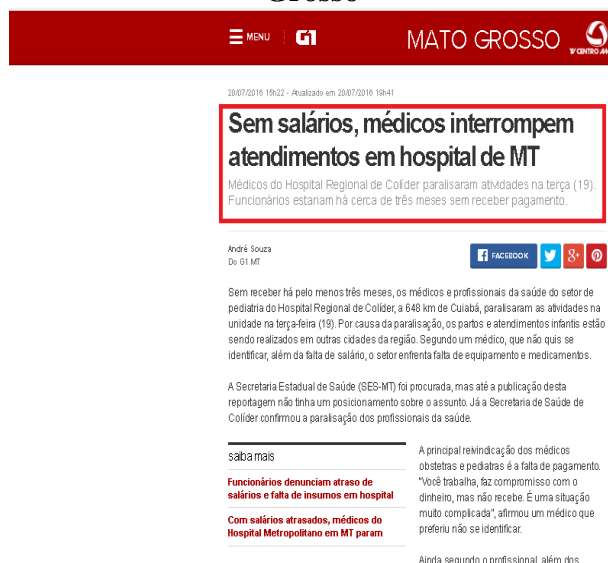 Grosso
MENU G1 MATO GROSSO
20/07/2016 15h22 - Atualizado em 20/07/2016 19h41
Sem salários, médicos interrompem
atendimentos em hospital de MT
Médicos do Hospital Regional de Colíder paralisaram atividades na terça (19).
Funcionários estariam há cerca de três meses sem receber pagamento.
André Souza
Do G1 MT
FACEBOOK
Sem receber há pelo menos três meses, os médicos e profissionais da saúde do setor de
pediatria do Hospital Regional de Colíder, a 648 km de Cuiabá, paralisaram as atividades na
unidade na terça-feira (19). Por causa da paralisação, os partos e atendimentos infantis estão
sendo realizados em outras cidades da região. Segundo um médico, que não quis se
identificar, além da falta de salário, o setor enfrenta falta de equipamento e medicamentos.
A Secretaria Estadual de Saúde (SES-MT) foi procurada, mas até a publicação desta
reportagem não tinha um posicionamento sobre o assunto. Já a Secretaria de Saúde de
Colíder confirmou a paralisação dos profissionais da saúde.
saiba mais
Funcionários denunciam atraso de
salários e falta de insumos em hospital
Com salários atrasados, médicos do
Hospital Metropolitano em MT param
A principal reivindicação dos médicos
obstetras e pediatras é a falta de pagamento.
"Você trabalha, faz compromisso com o
dinheiro, mas não recebe. É uma situação
muito complicada", afirmou um médico que
preferiu não se identificar.
Ainda segundo o profissional, além dos